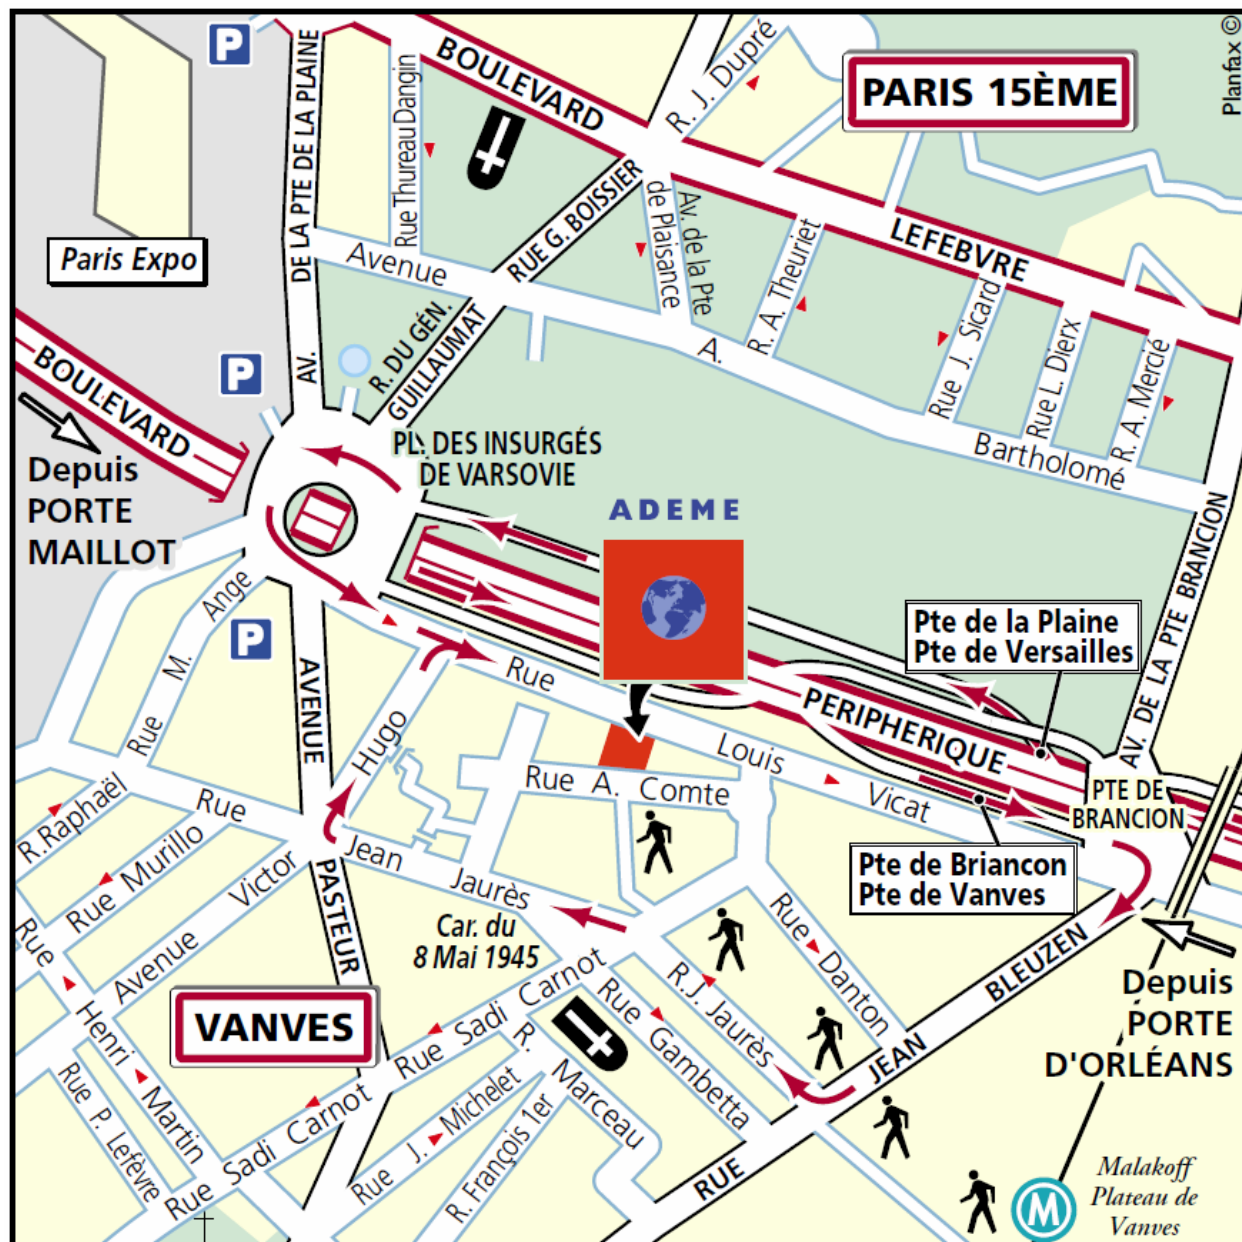 Planfax ©
P
BOULEVARD
R. J. Dupré
PARIS 15ÈME
AV. DE LA PTE DE LA PLAINE
Rue Thureau Dangin
RUE G. BOISSIER
Av. de la Pte
de Plaisance
R. A. Theuriet
LEFEBVRE
Paris Expo
Avenue
A.
Bartholomé
Rue J. Sicard
Rue L. Dierx
R. A. Mercié
R. DU GÉN.
GUILLAUMAT
BOULEVARD
P
Depuis
PORTE
MAILLOT
PL. DES INSURGÉS
DE VARSOVIE
ADEME
AV. DE LA PTE BRANCION
Pte de la Plaine
Pte de Versailles
P
Rue M. Ange
AVENUE
PASTEUR
Rue
Louis
Vicat
PERIPHERIQUE
PTE DE
BRANCION
Pte de Briancon
Pte de Vanves
Rue A. Comte
Hugo
R. Raphaël
Rue
Jean
Jaurès
Rue Murillo
Avenue
Victor
Car. du
8 Mai 1945
Rue Danton
R.J. Jaurès
Rue Gambetta
RUE
JEAN
BLEUZEN
Depuis
PORTE
D'ORLÉANS
VANVES
Rue Henri Martin
Rue Sadi Carnot
Rue Sadi Carnot
Rue P. Lefèvre
Rue J. Michelet
R. François 1er
R. Marceau
M
Malakoff
Plateau de
Vanves